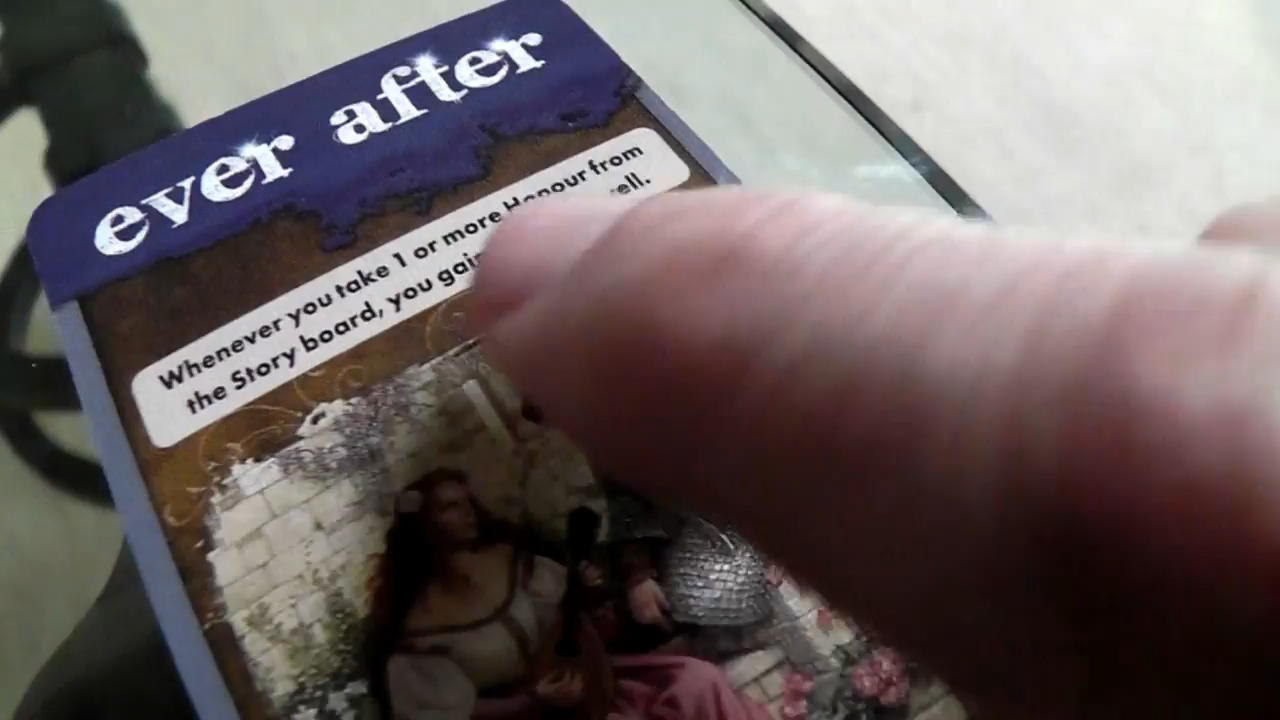 ever after
Whenever you take 1 or more Honour from
the Story board, you gain